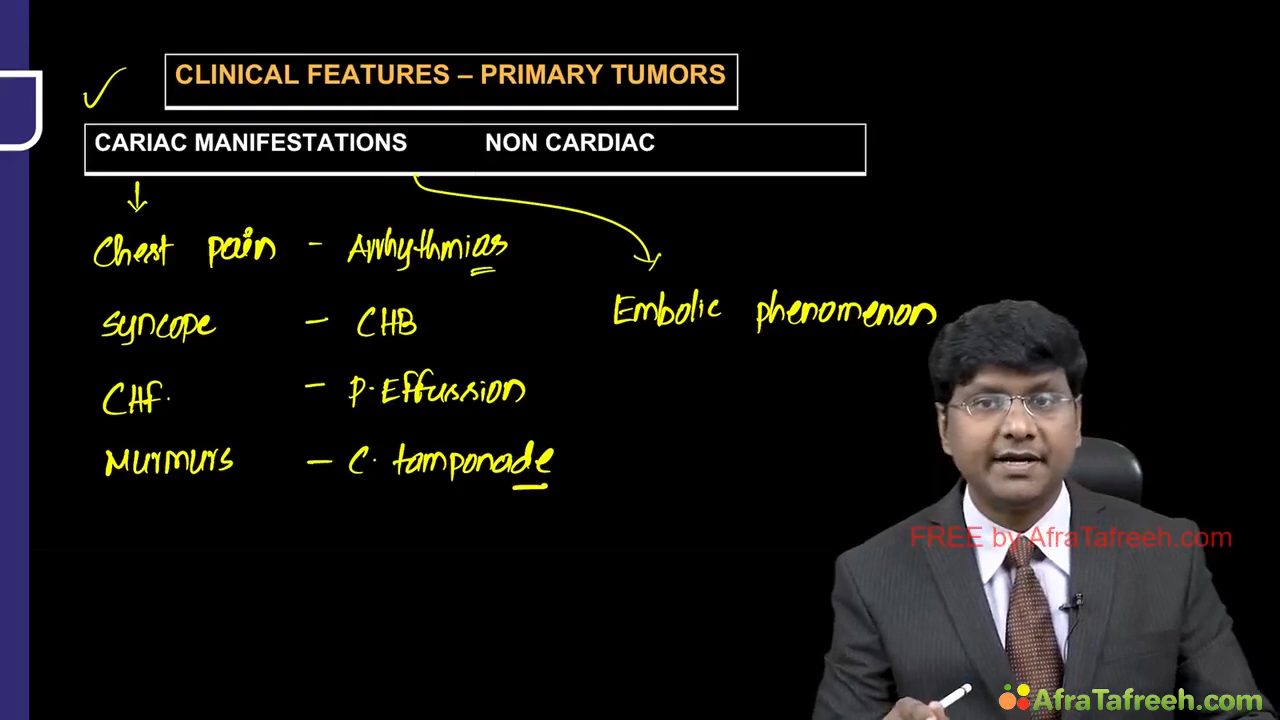 CLINICAL FEATURES – PRIMARY TUMORS
CARIAC MANIFESTATIONS NON CARDIAC
Chest pain - Arrhythmias
Syncope - CHB
CHf.
- P. Effussion
Murmurs - C. tamponade
Embolic phenomenon
FREE by AfraTafreeh.com
AfraTafreeh.com